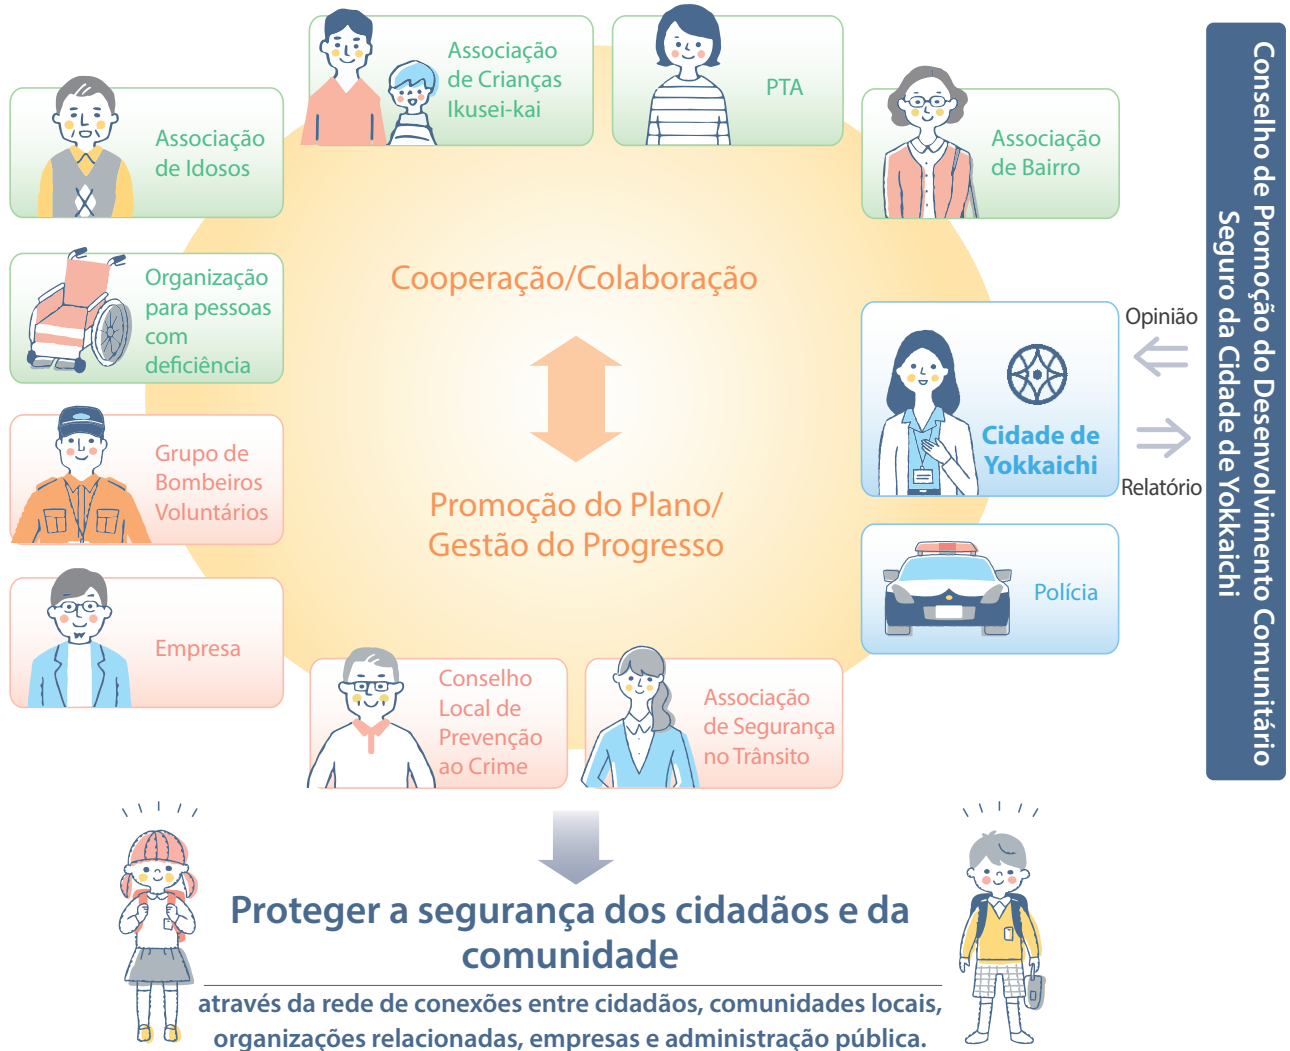 Associação
de Crianças
Ikusei-kai
PTA
Associação
de Idosos
Associação
de Bairro
Organização
para pessoas
com
deficiência
Cooperação/Colaboração
Opinião
Cidade de
Yokkaichi
Relatório
Grupo de
Bombeiros
Voluntários
Promoção do Plano/
Gestão do Progresso
Polícia
Empresa
Conselho
Local de
Prevenção
ao Crime
Associação
de Segurança
no Trânsito
Conselho de Promoção do Desenvolvimento Comunitário
Seguro da Cidade de Yokkaichi
Proteger a segurança dos cidadãos e da
comunidade
através da rede de conexões entre cidadãos, comunidades locais,
organizações relacionadas, empresas e administração pública.